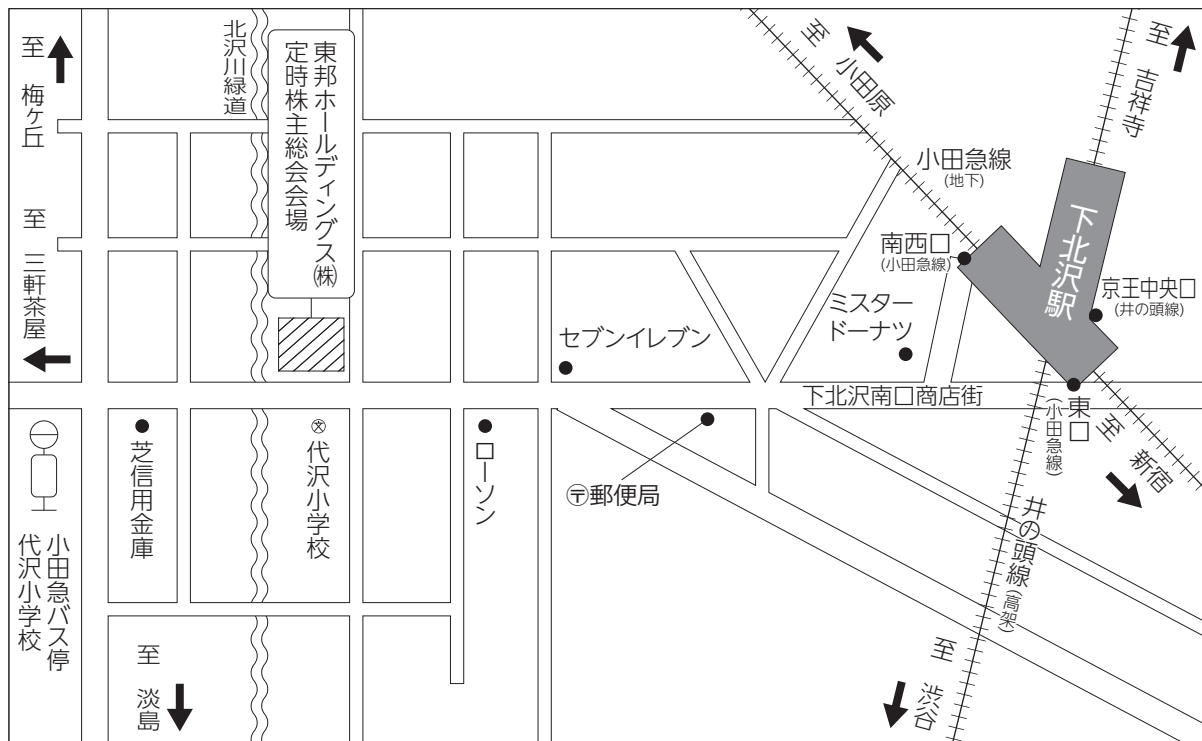 至 梅ヶ丘
北沢川緑道
東邦ホールディングス㈱
定時株主総会会場
至 小田原
至 吉祥寺
小田急線
(地下)
下北沢駅
南西口
(小田急線)
京王中央口
(井の頭線)
至 三軒茶屋
セブンイレブン
ミスター
ドーナツ
下北沢南口商店街
東口
(小田急線)
至 新宿
芝信用金庫
文 代沢小学校
ローソン
〒郵便局
小田急バス停
代沢小学校
井の頭線(高架)
至 淡島
至 渋谷